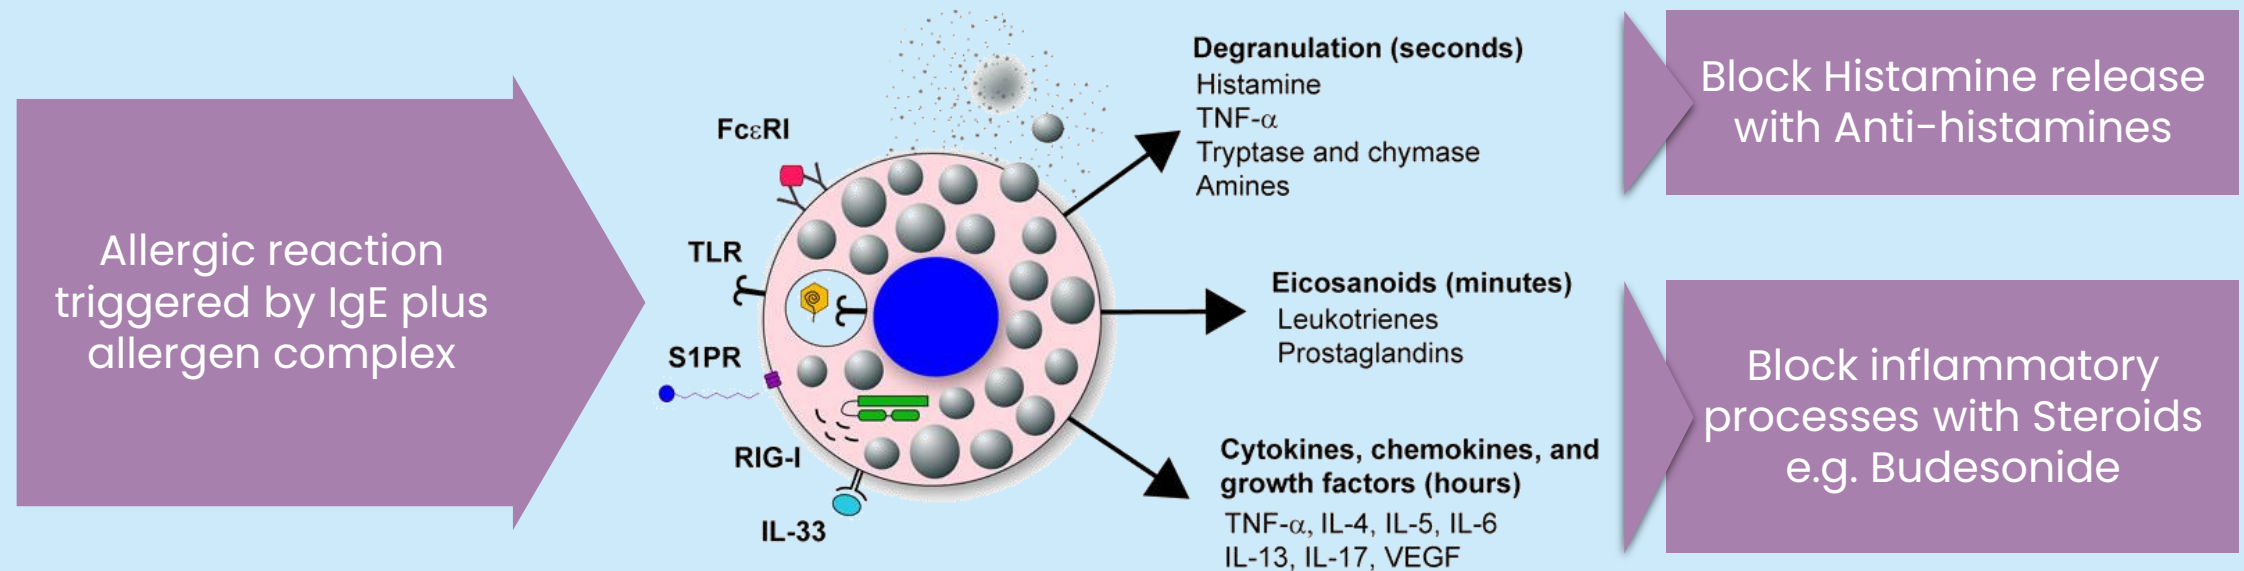 Allergic reaction
triggered by IgE plus
allergen complex
FcεRI
TLR
S1PR
RIG-I
IL-33
Degranulation (seconds)
Histamine
TNF-α
Tryptase and chymase
Amines
Eicosanoids (minutes)
Leukotrienes
Prostaglandins
Cytokines, chemokines, and
growth factors (hours)
TNF-α, IL-4, IL-5, IL-6
IL-13, IL-17, VEGF
Block Histamine release
with Anti-histamines
Block inflammatory
processes with Steroids
e.g. Budesonide